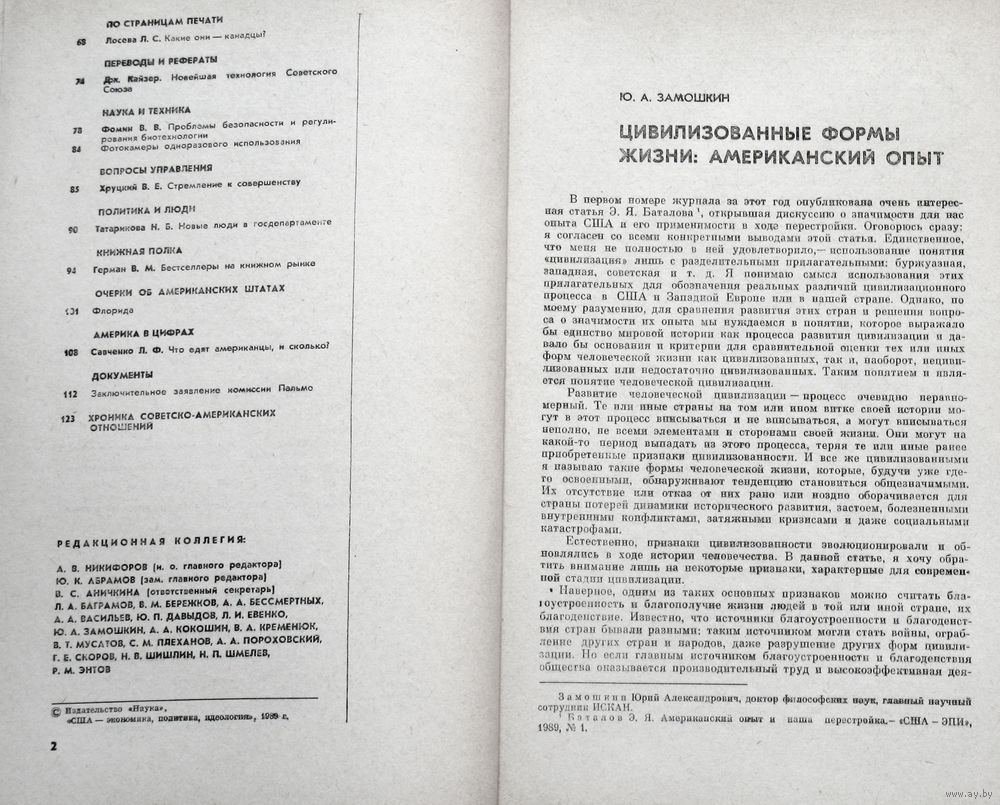 ПО СТРАНИЦАМ ПЕЧАТИ
68 Лосева Л. С. Какие они — канадцы?
ПЕРЕВОДЫ И РЕФЕРАТЫ
74 Дж. Кайзер. Новейшая технология Советского
Союза
НАУКА И ТЕХНИКА
78 Фомин В. В. Проблемы безопасности и регули-
рования биотехнологии
84 Фотокамеры одноразового использования
ВОПРОСЫ УПРАВЛЕНИЯ
85 Хруцкий В. Е. Стремление к совершенству
ПОЛИТИКА И ЛЮДИ
90 Татарикова Н. Б. Новые люди в госдепартаменте
КНИЖНАЯ ПОЛКА
94 Герман В. М. Бестселлеры на книжном рынке
ОЧЕРКИ ОБ АМЕРИКАНСКИХ ШТАТАХ
101 Флорида
АМЕРИКА В ЦИФРАХ
108 Савченко Л. Ф. Что едят американцы, и сколько?
ДОКУМЕНТЫ
112 Заключительное заявление комиссии Пальме
123 ХРОНИКА СОВЕТСКО-АМЕРИКАНСКИХ
ОТНОШЕНИЙ
РЕДАКЦИОННАЯ КОЛЛЕГИЯ:
А. В. НИКИФОРОВ (и. о. главного редактора)
Ю. К. АБРАМОВ (зам. главного редактора)
В. С. АНИЧКИНА (ответственный секретарь)
Л. А. БАГРАМОВ, В. М. БЕРЕЖКОВ, А. А. БЕССМЕРТНЫХ,
А. А. ВАСИЛЬЕВ, Ю. П. ДАВЫДОВ, Л. И. ЕВЕНКО,
Ю. А. ЗАМОШКИН, А. А. КОКОШИН, В. А. КРЕМЕНЮК,
В. Т. МУСАТОВ, С. М. ПЛЕХАНОВ, А. А. ПОРОХОВСКИЙ,
Г. Е. СКОРОВ, Н. В. ШИШЛИН, Н. П. ШМЕЛЕВ,
Р. М. ЭНТОВ
© Издательство «Наука»,
«США — экономика, политика, идеология», 1989 г.
2
Ю. А. ЗАМОШКИН
ЦИВИЛИЗОВАННЫЕ ФОРМЫ
ЖИЗНИ: АМЕРИКАНСКИЙ ОПЫТ
В первом номере журнала за этот год опубликована очень интерес-
ная статья Э. Я. Баталова ¹, открывшая дискуссию о значимости для нас
опыта США и его применимости в ходе перестройки. Оговорюсь сразу:
я согласен со всеми конкретными выводами этой статьи. Единственное,
что меня не полностью в ней удовлетворило,— использование понятия
«цивилизация» лишь с разделительными прилагательными: буржуазная,
западная, советская и т. д. Я понимаю смысл использования этих
прилагательных для обозначения реальных различий цивилизационного
процесса в США и Западной Европе или в нашей стране. Однако, по
моему разумению, для сравнения развития этих стран и решения вопро-
са о значимости их опыта мы нуждаемся в понятии, которое выражало
бы единство мировой истории как процесса развития цивилизации и да-
вало бы основания и критерии для сравнительной оценки тех или иных
форм человеческой жизни как цивилизованных, так и, наоборот, нециви-
лизованных или недостаточно цивилизованных. Таким понятием и явля-
ется понятие человеческой цивилизации.
Развитие человеческой цивилизации — процесс очевидно неравно-
мерный. Те или иные страны на том или ином витке своей истории мо-
гут в этот процесс вписываться и не вписываться, а могут вписываться
неполно, не всеми элементами и сторонами своей жизни. Они могут на
какой-то период выпадать из этого процесса, теряя те или иные ранее
приобретенные признаки цивилизованности. И все же цивилизованными
я называю такие формы человеческой жизни, которые, будучи уже где-
то освоенными, обнаруживают тенденцию становиться общезначимыми.
Их отсутствие или отказ от них рано или поздно оборачивается для
страны потерей динамики исторического развития, застоем, болезненными
внутренними конфликтами, затяжными кризисами и даже социальными
катастрофами.
Естественно, признаки цивилизованности эволюционировали и об-
новлялись в ходе истории человечества. В данной статье, я хочу обра-
тить внимание лишь на некоторые признаки, характерные для современ-
ной стадии цивилизации.
Наверное, одним из таких основных признаков можно считать бла-
гоустроенность и благополучие жизни людей в той или иной стране, их
благоденствие. Известно, что источники благоустроенности и благоденст-
вия стран бывали разными: таким источником могли стать войны, ограб-
ление других стран и народов, даже разрушение других форм цивили-
зации. Но если главным источником благоустроенности и благоденствия
общества оказывается производительный труд и высокоэффективная дея-
Замошкин Юрий Александрович, доктор философских наук, главный научный
сотрудник ИСКАН.
¹ Баталов Э. Я. Американский опыт и наша перестройка.— «США — ЭПИ»,
1989, № 1.
www.ay.by